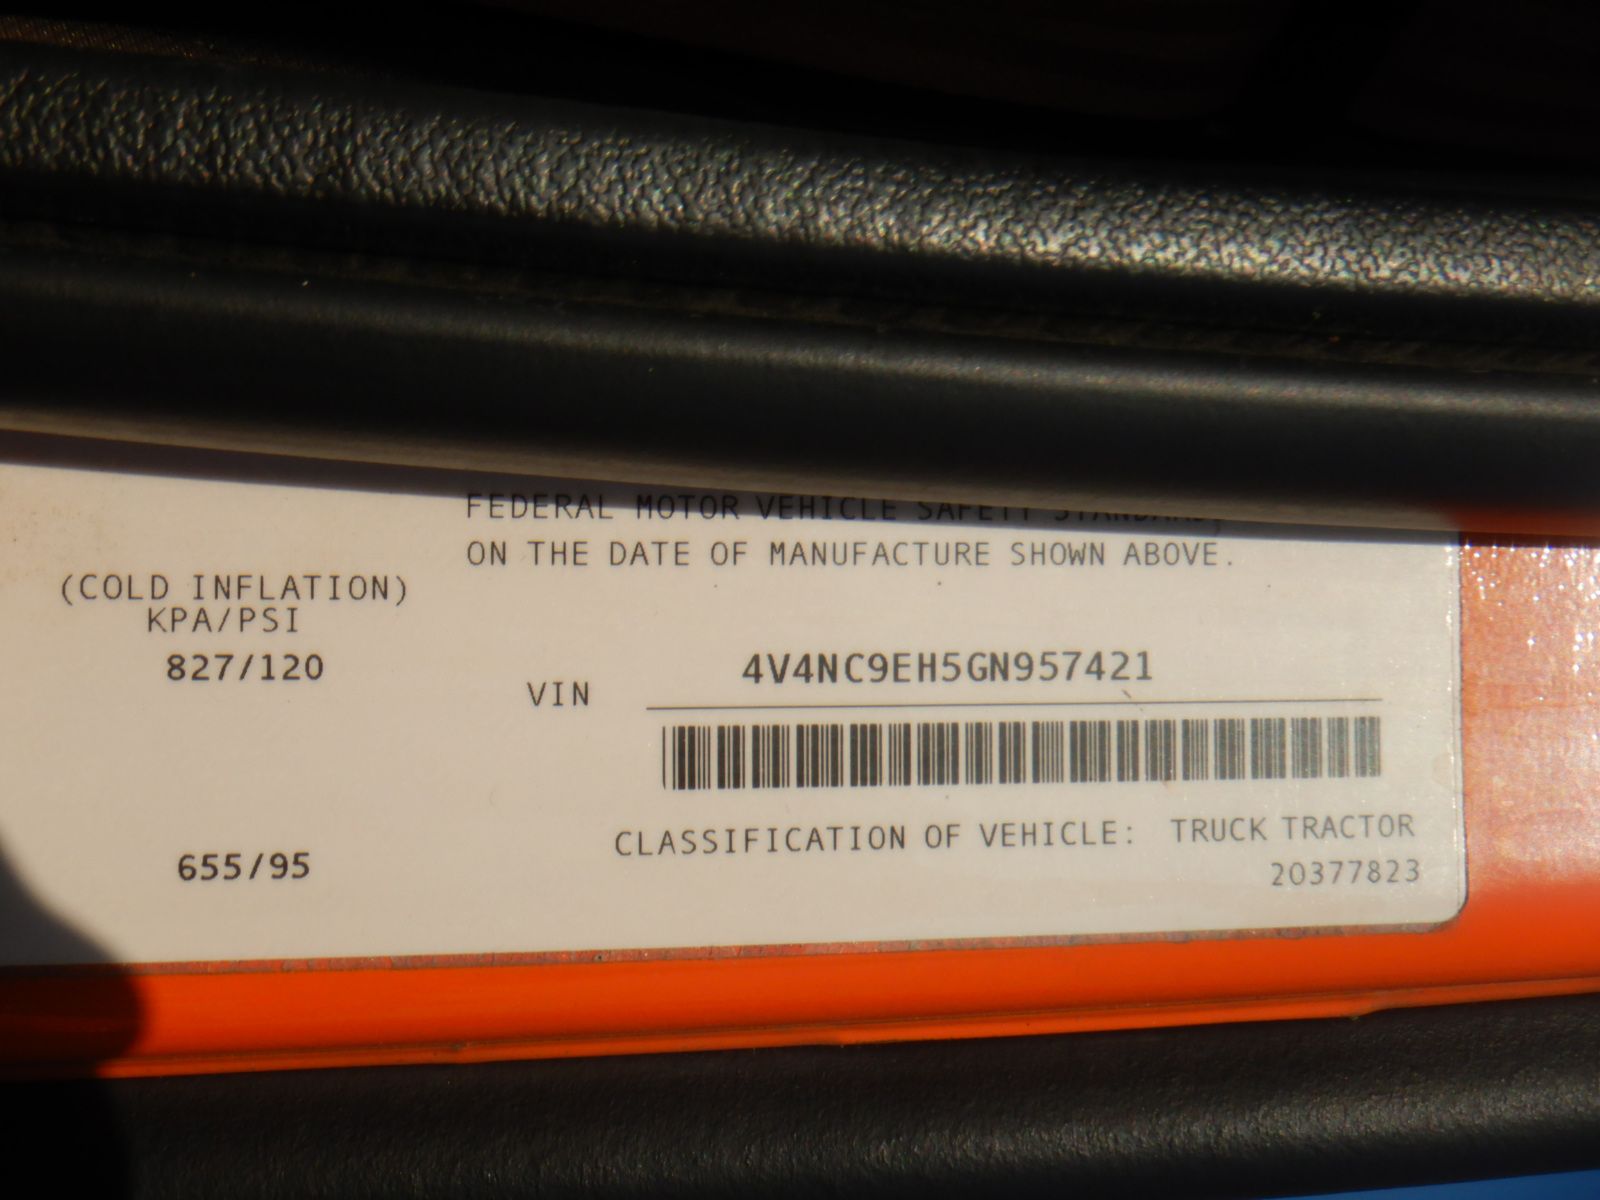 FEDERAL MOTOR VEHICLE SAFETY STANDARD,
ON THE DATE OF MANUFACTURE SHOWN ABOVE.
(COLD INFLATION)
KPA/PSI
827/120
4V4NC9EH5GN957421
VIN
CLASSIFICATION OF VEHICLE: TRUCK TRACTOR
655/95
20377823